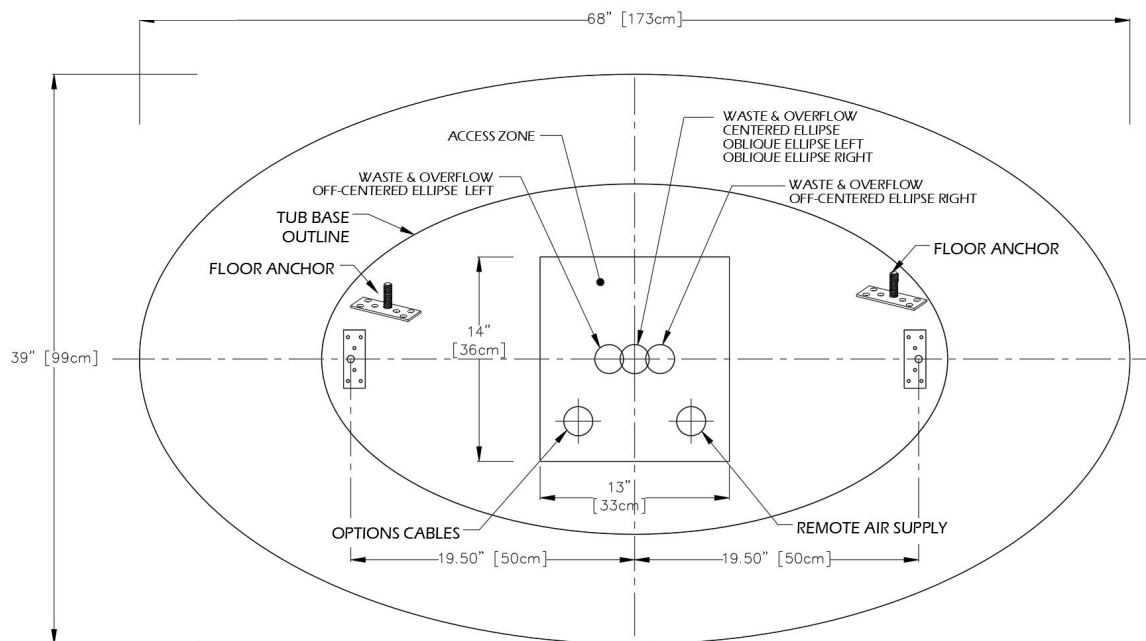 68” [173cm]
WASTE & OVERFLOW
CENTERED ELLIPSE
OBLIQUE ELLIPSE LEFT
OBLIQUE ELLIPSE RIGHT
ACCESS ZONE
WASTE & OVERFLOW
OFF-CENTERED ELLIPSE LEFT
WASTE & OVERFLOW
OFF-CENTERED ELLIPSE RIGHT
TUB BASE
OUTLINE
FLOOR ANCHOR
FLOOR ANCHOR
14”
[36cm]
39” [99cm]
13”
[33cm]
OPTIONS CABLES
REMOTE AIR SUPPLY
19.50” [50cm]
19.50” [50cm]